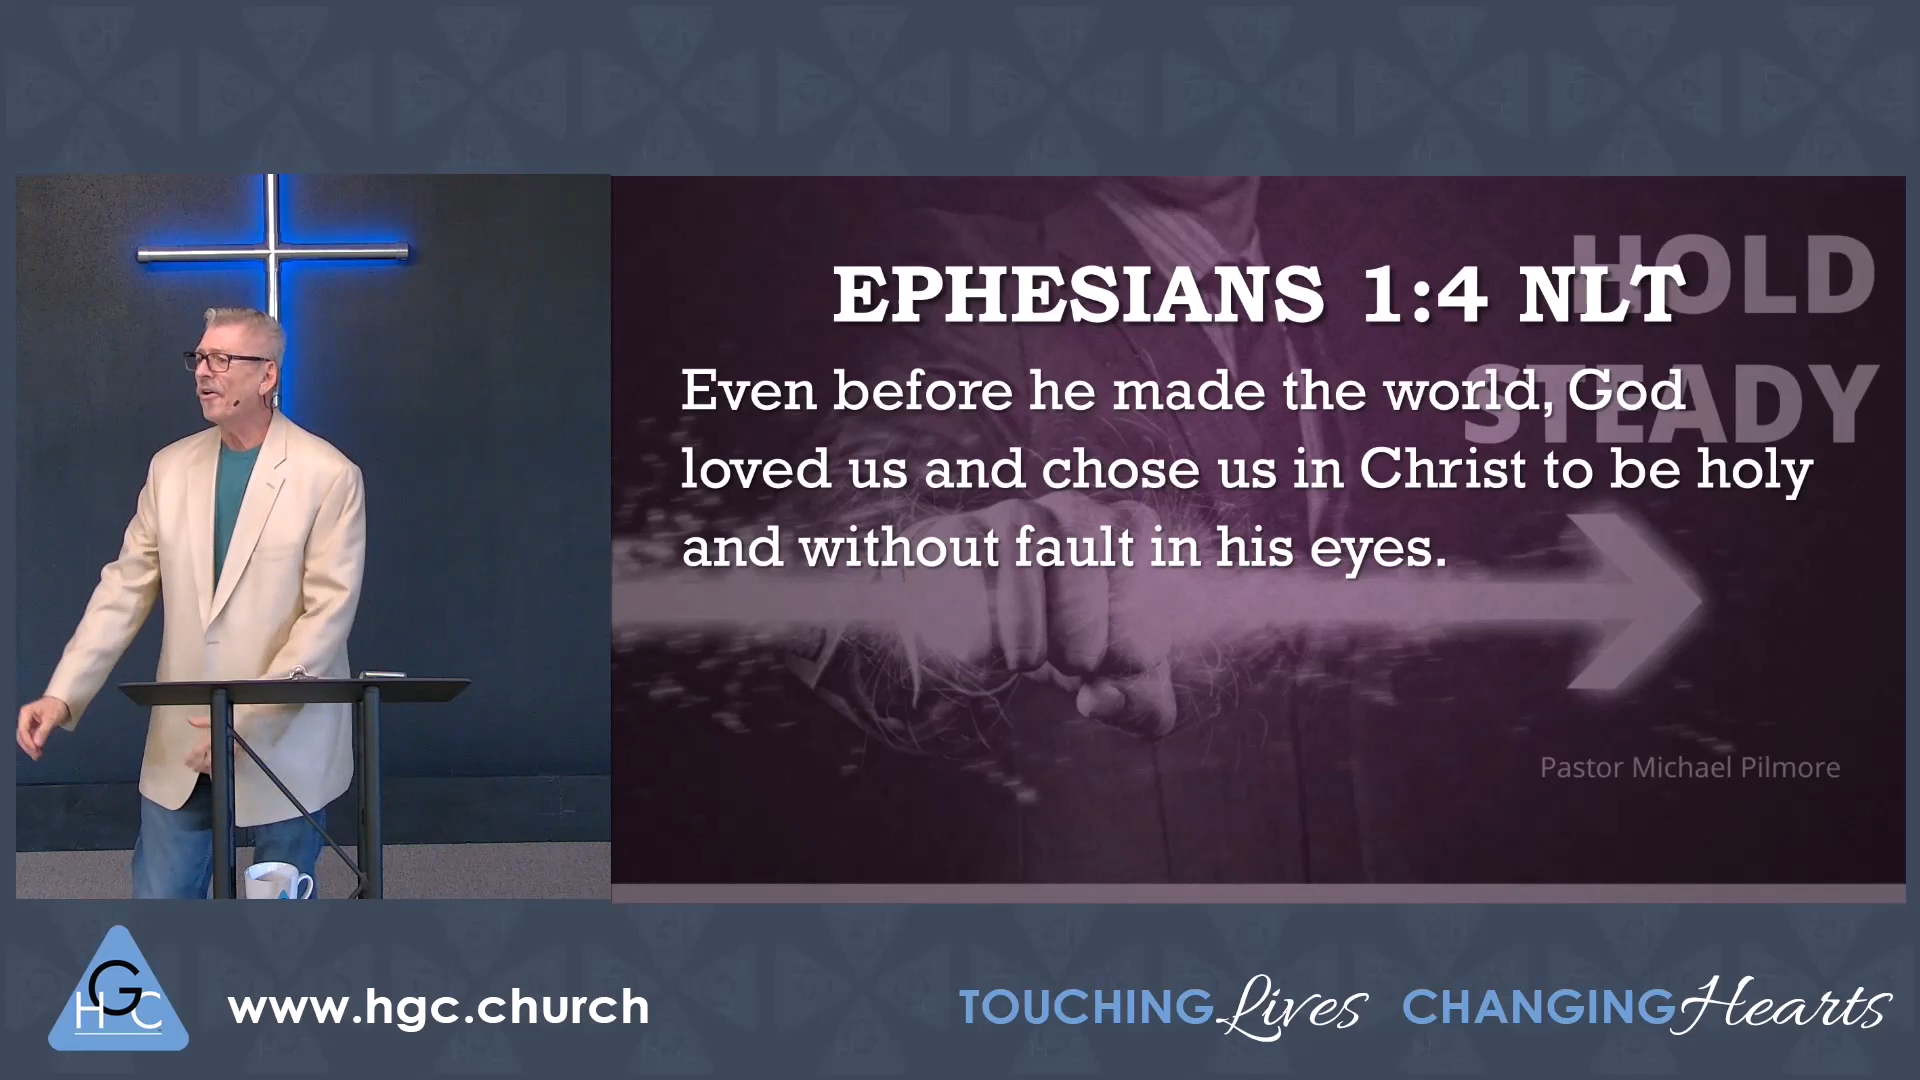 HOLD
STEADY
EPHESIANS 1:4 NLT
Even before he made the world, God
loved us and chose us in Christ to be holy
and without fault in his eyes.
Pastor Michael Pilmore
HGC
www.hgc.church
TOUCHING Lives CHANGING Hearts